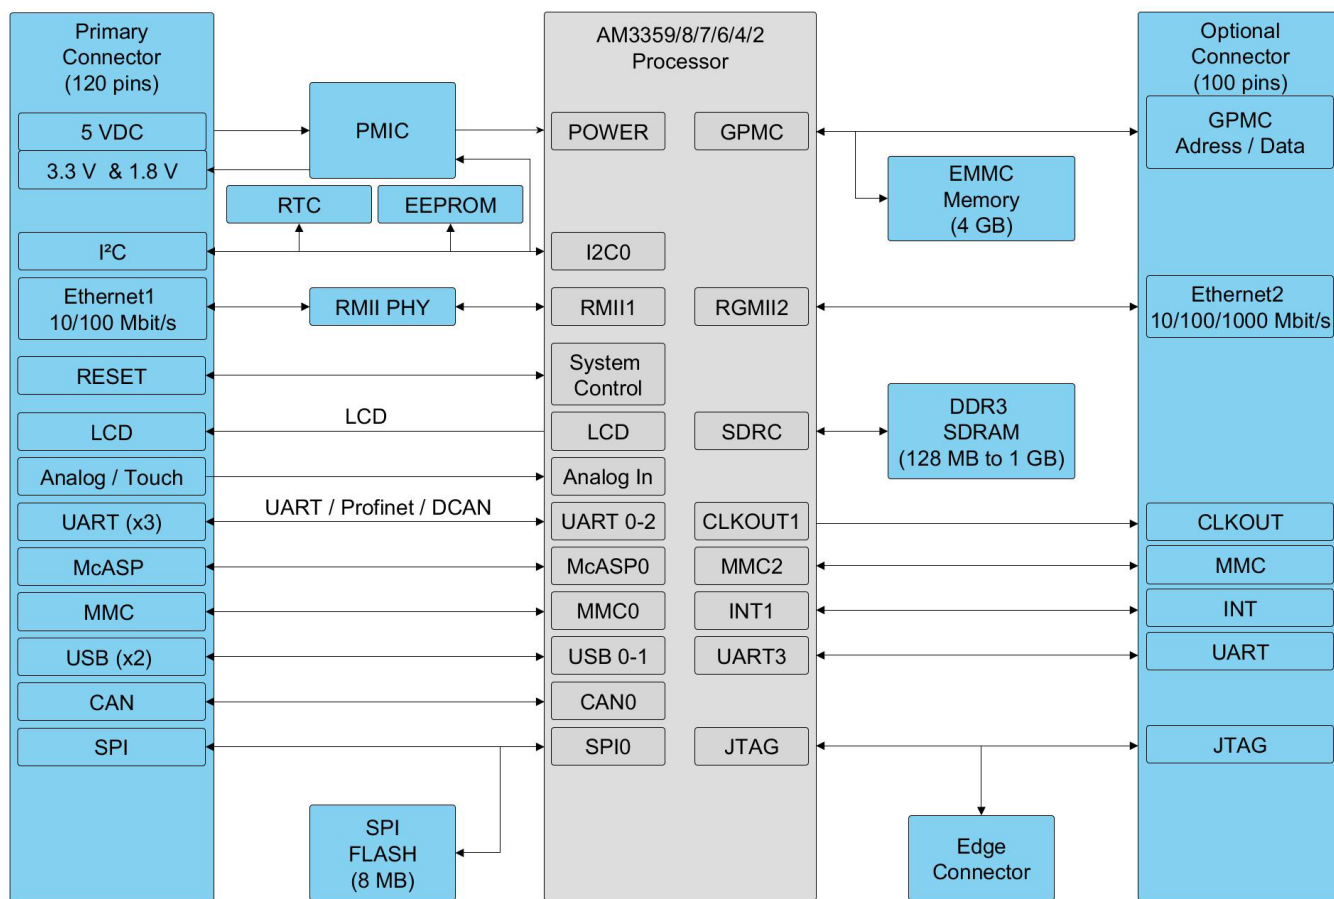 Primary
Connector
(120 pins)
5 VDC
3.3 V & 1.8 V
I²C
Ethernet1
10/100 Mbit/s
RESET
LCD
Analog / Touch
UART (x3)
McASP
MMC
USB (x2)
CAN
SPI
PMIC
RTC
EEPROM
RMII PHY
LCD
UART / Profinet / DCAN
SPI
FLASH
(8 MB)
AM3359/8/7/6/4/2
Processor
POWER
I2C0
RMII1
System
Control
LCD
Analog In
UART 0-2
McASP0
MMC0
USB 0-1
CAN0
SPI0
GPMC
RGMII2
SDRC
CLKOUT1
MMC2
INT1
UART3
JTAG
EMMC
Memory
(4 GB)
DDR3
SDRAM
(128 MB to 1 GB)
Edge
Connector
Optional
Connector
(100 pins)
GPMC
Adress / Data
Ethernet2
10/100/1000 Mbit/s
CLKOUT
MMC
INT
UART
JTAG